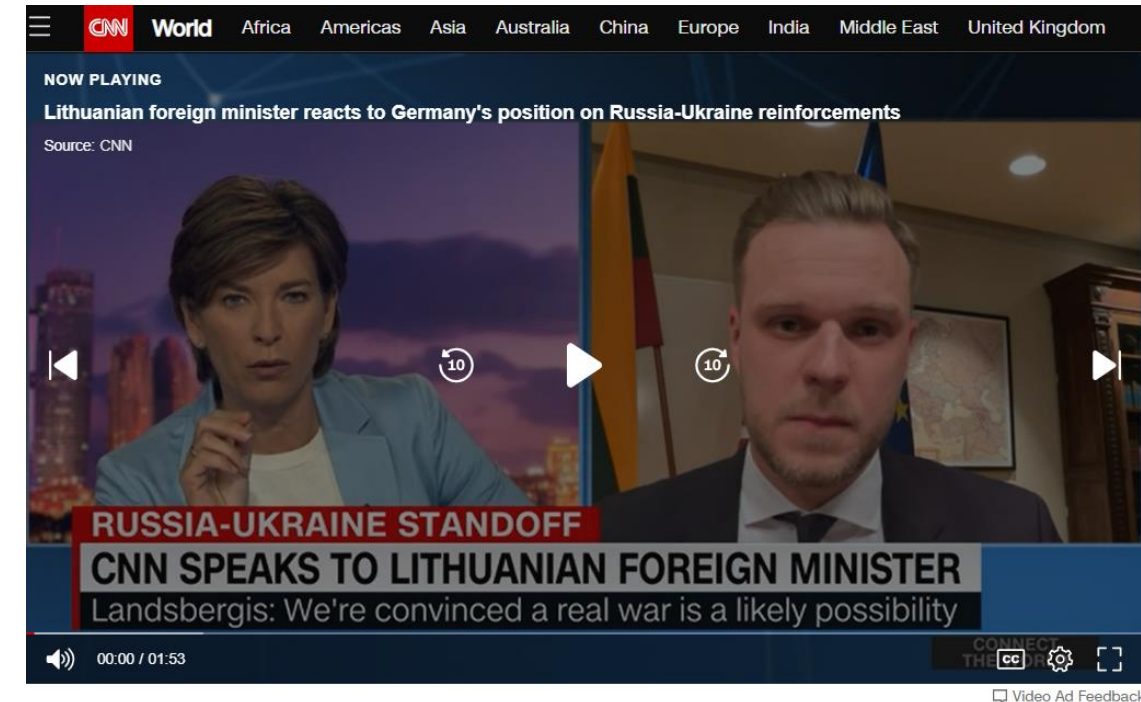 CNN World Africa Americas Asia Australia China Europe India Middle East United Kingdom
NOW PLAYING
Lithuanian foreign minister reacts to Germany's position on Russia-Ukraine reinforcements
Source: CNN
10 10
RUSSIA-UKRAINE STANDOFF
CNN SPEAKS TO LITHUANIAN FOREIGN MINISTER
Landsbergis: We're convinced a real war is a likely possibility
CONNECT
THE
00:00 / 01:53 CC
Video Ad Feedback